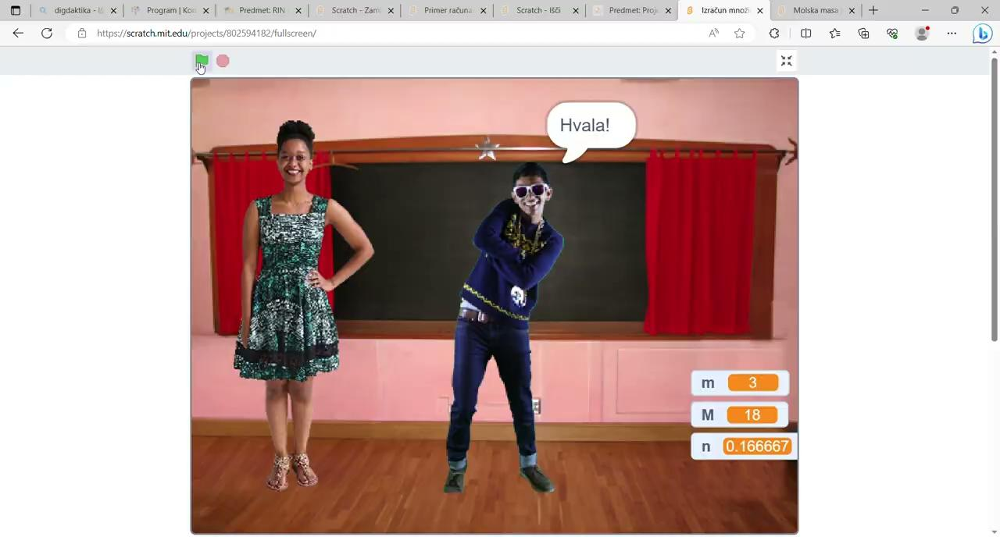 digdaktika - Iš
Program | Kon
Predmet: RIN
Scratch - Zam
Primer računa
Scratch - Išči
Predmet: Proj
Izračun množi
Molska masa
https://scratch.mit.edu/projects/802594182/fullscreen/
Hvala!
m 3
M 18
n 0.166667